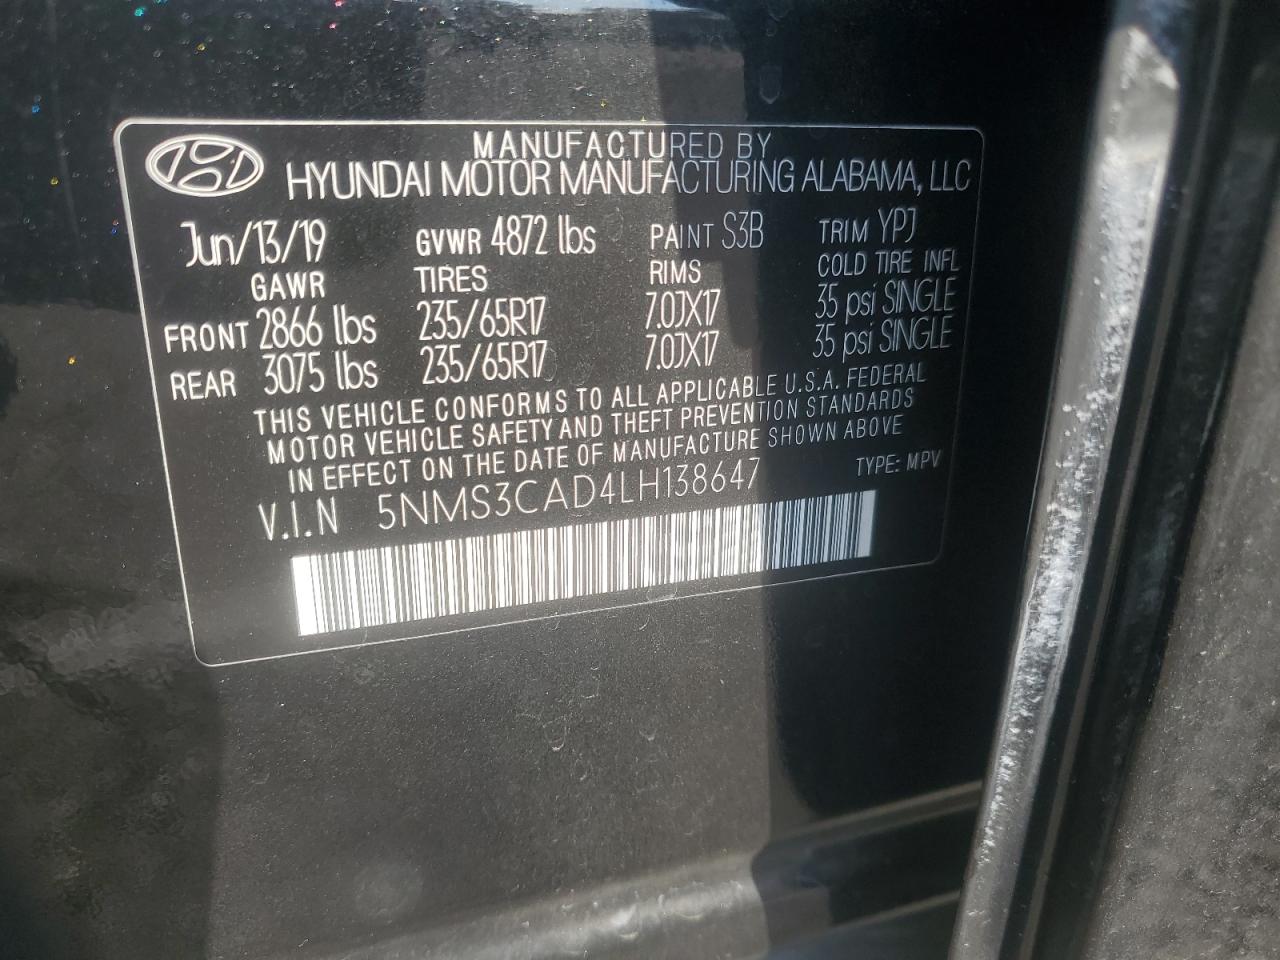 MANUFACTURED BY
HYUNDAI MOTOR MANUFACTURING ALABAMA, LLC
Jun/13/19 GVWR 4872 lbs PAINT S3B TRIM YPJ
GAWR TIRES RIMS COLD TIRE INFL
FRONT 2866 lbs 235/65R17 7.0JX17 35 psi SINGLE
REAR 3075 lbs 235/65R17 7.0JX17 35 psi SINGLE
THIS VEHICLE CONFORMS TO ALL APPLICABLE U.S.A. FEDERAL
MOTOR VEHICLE SAFETY AND THEFT PREVENTION STANDARDS
IN EFFECT ON THE DATE OF MANUFACTURE SHOWN ABOVE
V.I.N 5NMS3CAD4LH138647 TYPE: MPV